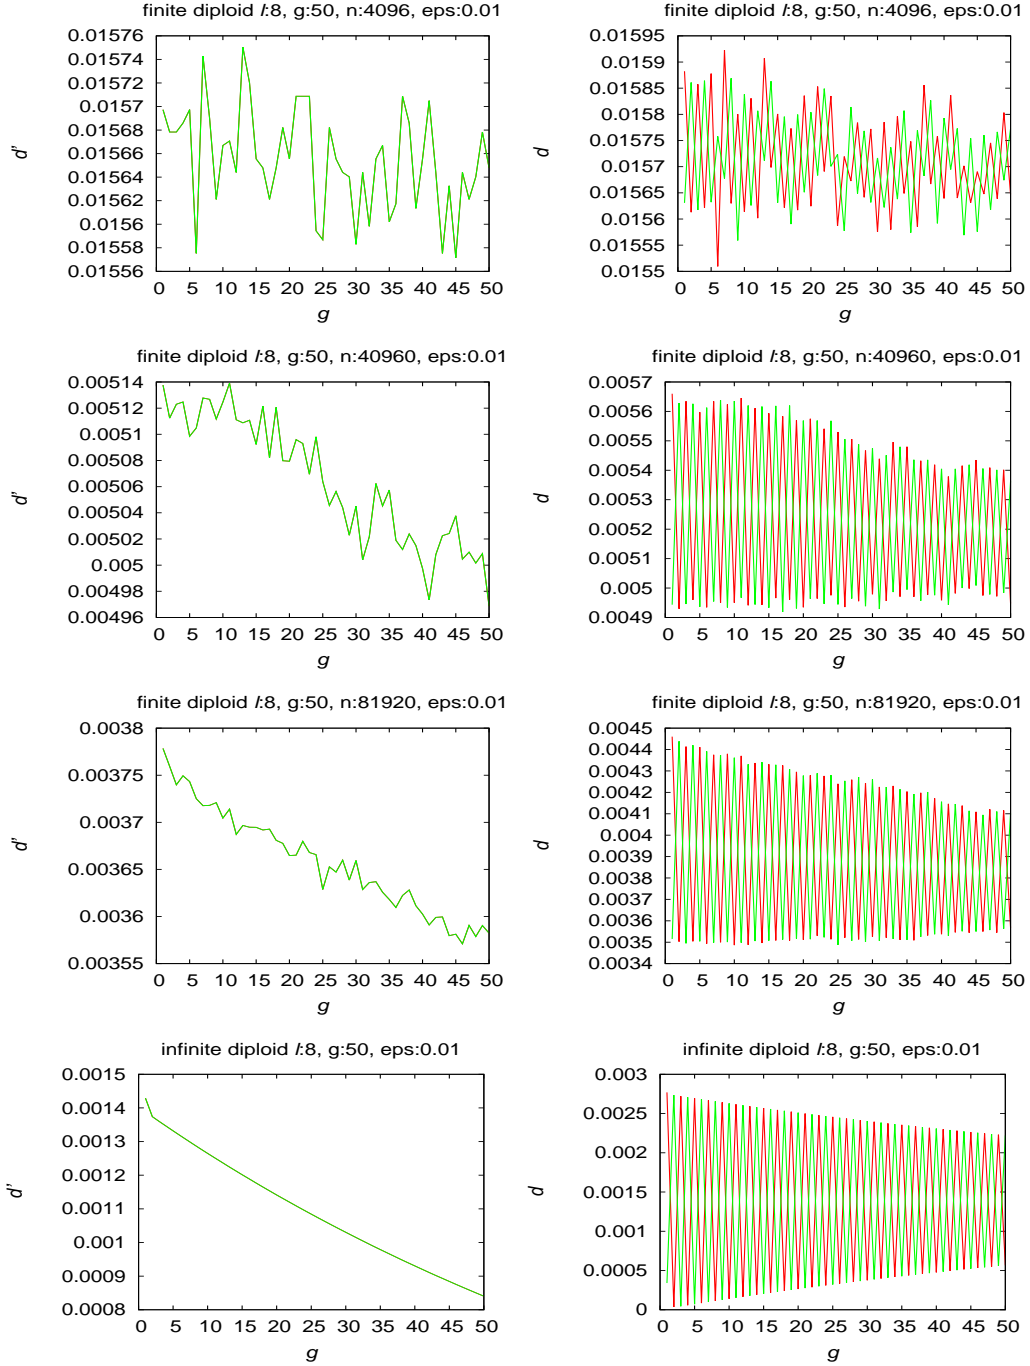 finite diploid l:8, g:50, n:4096, eps:0.01
0.01576
0.01574
0.01572
0.0157
0.01568
0.01566
0.01564
0.01562
0.0156
0.01558
0.01556
d'
0 5 10 15 20 25 30 35 40 45 50
g
finite diploid l:8, g:50, n:4096, eps:0.01
0.01595
0.0159
0.01585
0.0158
0.01575
0.0157
0.01565
0.0156
0.01555
0.0155
d
0 5 10 15 20 25 30 35 40 45 50
g
finite diploid l:8, g:50, n:40960, eps:0.01
0.00514
0.00512
0.0051
0.00508
0.00506
0.00504
0.00502
0.005
0.00498
0.00496
d'
0 5 10 15 20 25 30 35 40 45 50
g
finite diploid l:8, g:50, n:40960, eps:0.01
0.0057
0.0056
0.0055
0.0054
0.0053
0.0052
0.0051
0.005
0.0049
d
0 5 10 15 20 25 30 35 40 45 50
g
finite diploid l:8, g:50, n:81920, eps:0.01
0.0038
0.00375
0.0037
0.00365
0.0036
0.00355
d'
0 5 10 15 20 25 30 35 40 45 50
g
finite diploid l:8, g:50, n:81920, eps:0.01
0.0045
0.0044
0.0043
0.0042
0.0041
0.004
0.0039
0.0038
0.0037
0.0036
0.0035
0.0034
d
0 5 10 15 20 25 30 35 40 45 50
g
infinite diploid l:8, g:50, eps:0.01
0.0015
0.0014
0.0013
0.0012
0.0011
0.001
0.0009
0.0008
d'
0 5 10 15 20 25 30 35 40 45 50
g
infinite diploid l:8, g:50, eps:0.01
0.003
0.0025
0.002
0.0015
0.001
0.0005
0
d
0 5 10 15 20 25 30 35 40 45 50
g